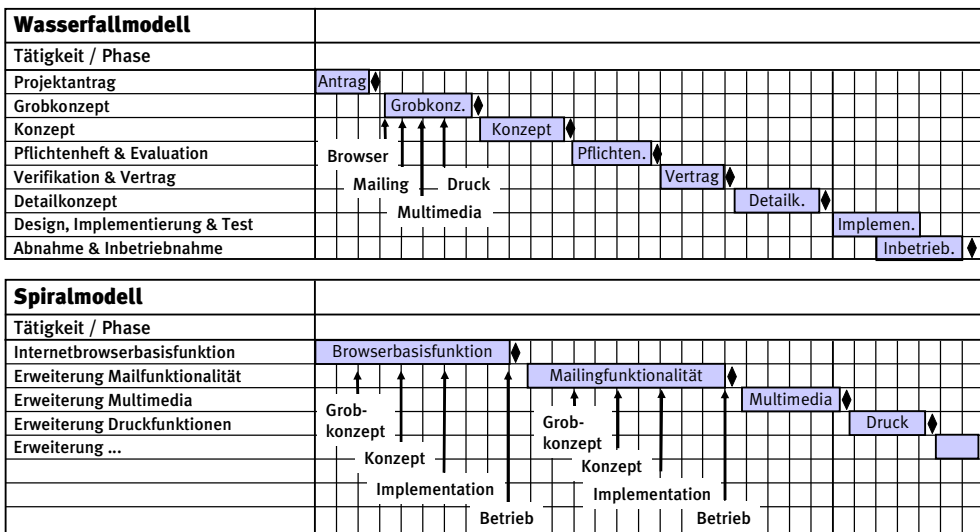 Wasserfallmodell
Tätigkeit / Phase
Projektantrag
Antrag
Grobkonzept
Grobkonz.
Konzept
Konzept
Pflichtenheft & Evaluation
Browser
Pflichten.
Verifikation & Vertrag
Mailing
Druck
Vertrag
Detailkonzept
Multimedia
Detailk.
Design, Implementierung & Test
Implemen.
Abnahme & Inbetriebnahme
Inbetrieb.
Spiralmodell
Tätigkeit / Phase
Internetbrowserbasisfunktion
Browserbasisfunktion
Erweiterung Mailfunktionalität
Mailingfunktionalität
Erweiterung Multimedia
Multimedia
Erweiterung Druckfunktionen
Druck
Erweiterung ...
Grob-
konzept
Konzept
Implementation
Betrieb
Grob-
konzept
Konzept
Implementation
Betrieb